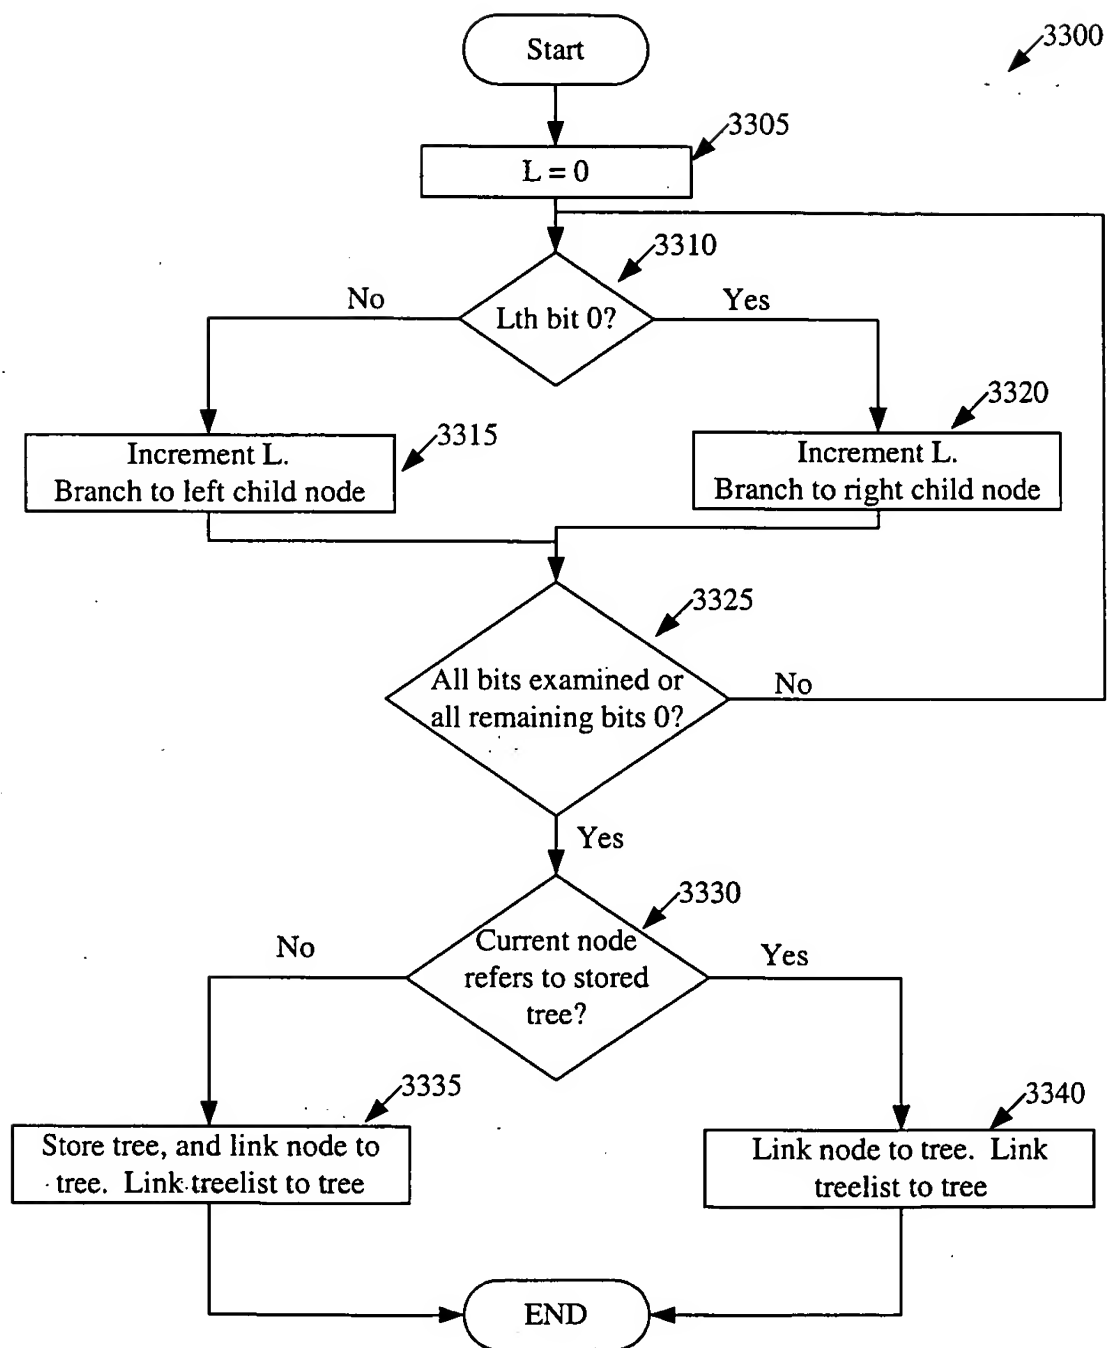 Start
3300
3305
L = 0
3310
No
Yes
Lth bit 0?
3320
3315
Increment L.
Branch to left child node
Increment L.
Branch to right child node
3325
All bits examined or
all remaining bits 0?
No
Yes
3330
No
Current node
refers to stored
tree?
Yes
3335
3340
Store tree, and link node to
tree. Link treelist to tree
Link node to tree. Link
treelist to tree
END